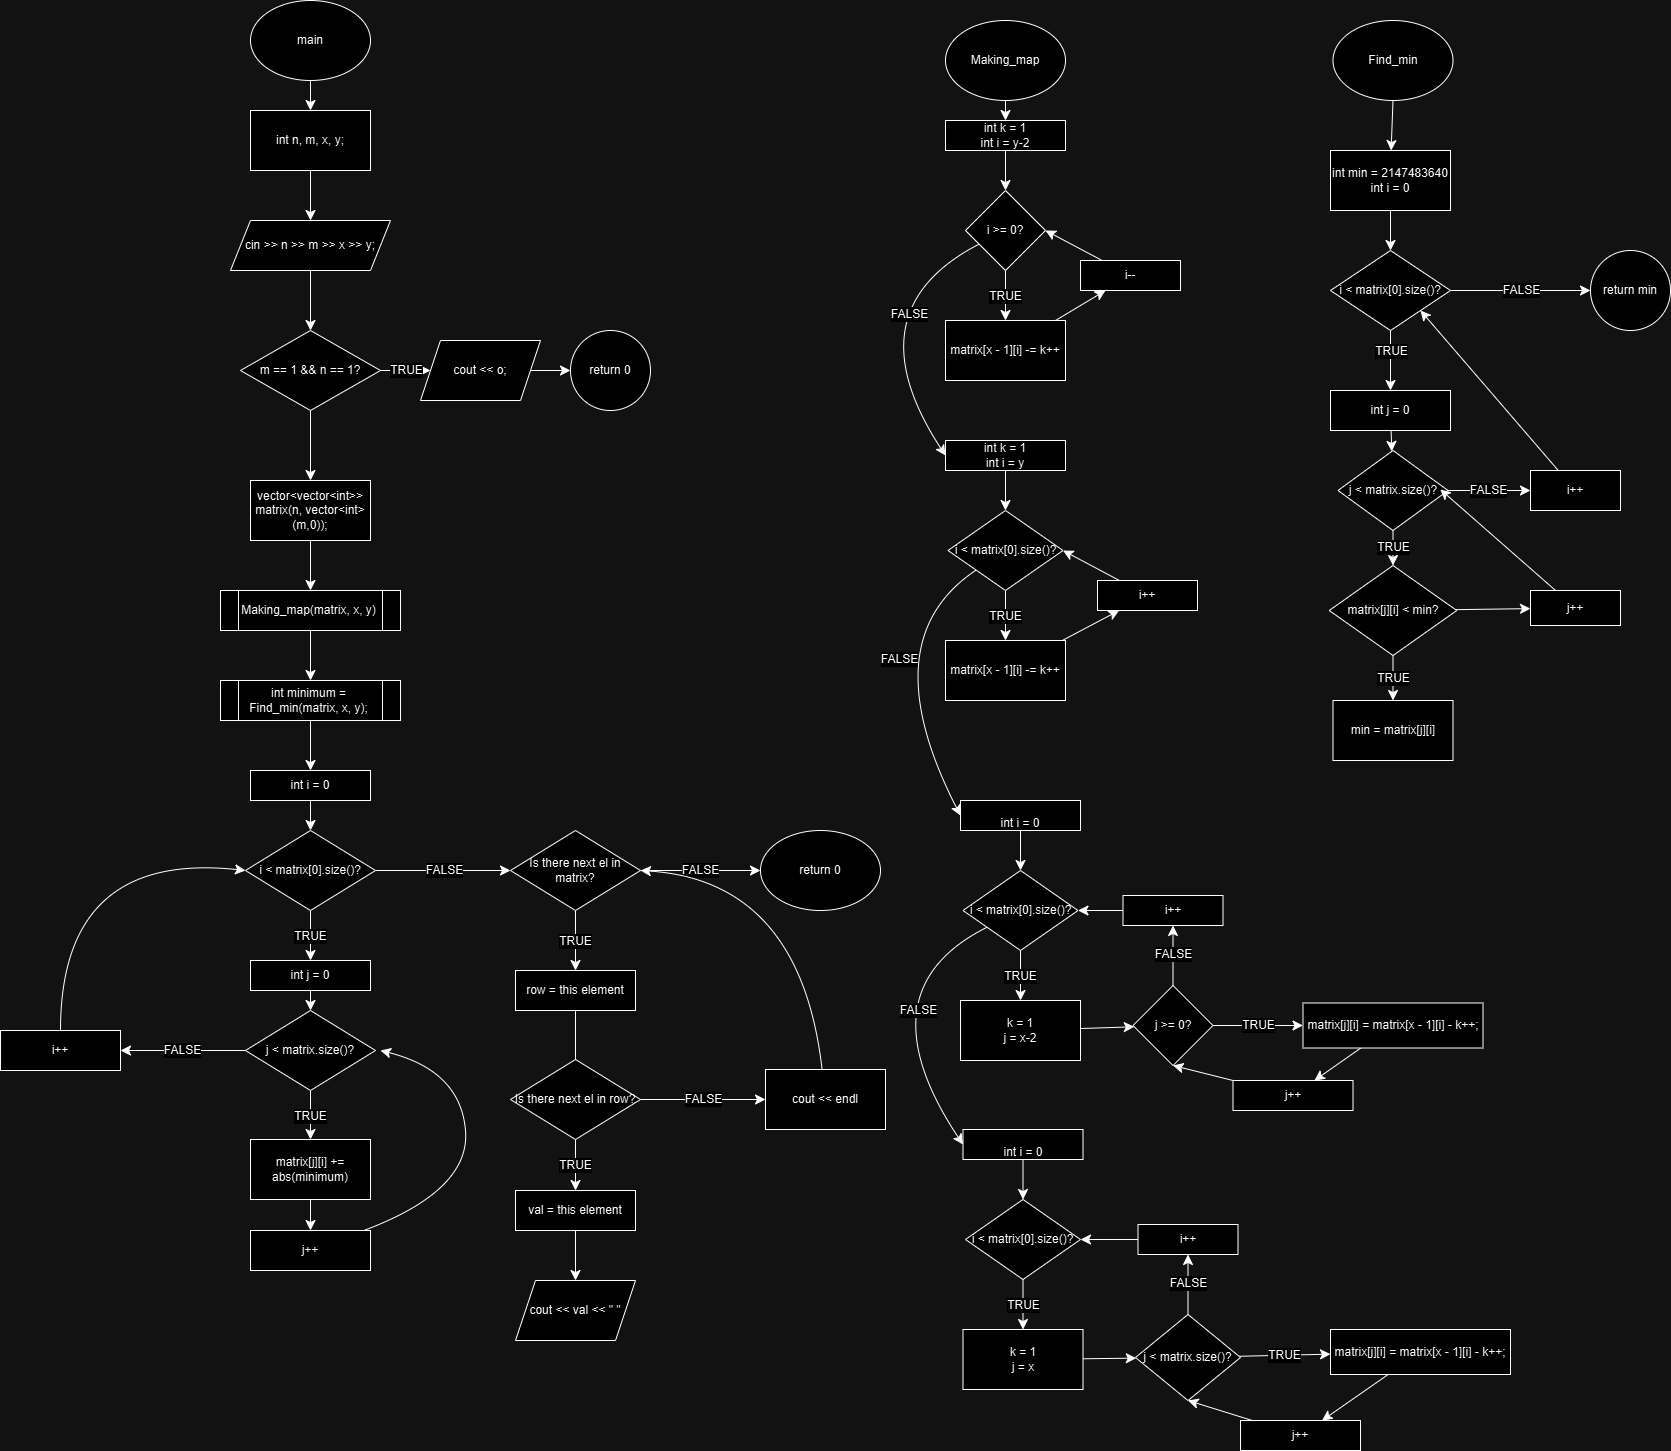 main
int n, m, x, y;
cin >> n >> m >> x >> y;
m == 1 && n == 1?
TRUE
cout << o;
return 0
vector<vector<int>>
matrix(n, vector<int>
(m,0));
Making_map(matrix, x, y)
int minimum =
Find_min(matrix, x, y);
int i = 0
i < matrix[0].size()?
FALSE
TRUE
int j = 0
j < matrix.size()?
FALSE
i++
TRUE
matrix[j][i] +=
abs(minimum)
j++
Is there next el in
matrix?
FALSE
return 0
TRUE
row = this element
Is there next el in row?
FALSE
cout << endl
TRUE
val = this element
cout << val << " "
Making_map
int k = 1
int i = y-2
i >= 0?
i--
TRUE
FALSE
matrix[x - 1][i] -= k++
int k = 1
int i = y
i < matrix[0].size()?
i++
TRUE
FALSE
matrix[x - 1][i] -= k++
int i = 0
i < matrix[0].size()?
i++
FALSE
TRUE
FALSE
k = 1
j = x-2
j >= 0?
TRUE
matrix[j][i] = matrix[x - 1][i] - k++;
j++
int i = 0
i < matrix[0].size()?
i++
FALSE
TRUE
k = 1
j = x
j < matrix.size()?
TRUE
matrix[j][i] = matrix[x - 1][i] - k++;
j++
Find_min
int min = 2147483640
int i = 0
i < matrix[0].size()?
FALSE
return min
TRUE
int j = 0
j < matrix.size()?
FALSE
i++
TRUE
matrix[j][i] < min?
j++
TRUE
min = matrix[j][i]